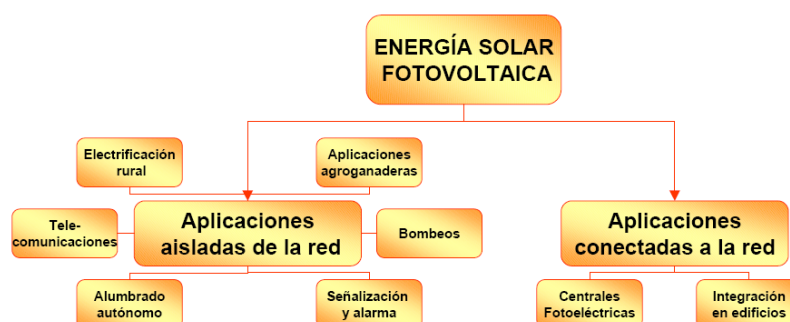 ENERGÍA SOLAR
FOTOVOLTAICA
Electrificación
rural
Aplicaciones
agroganaderas
Tele-
comunicaciones
Aplicaciones
aisladas de la red
Bombeos
Aplicaciones
conectadas a la red
Alumbrado
autónomo
Señalización
y alarma
Centrales
Fotoeléctricas
Integración
en edificios